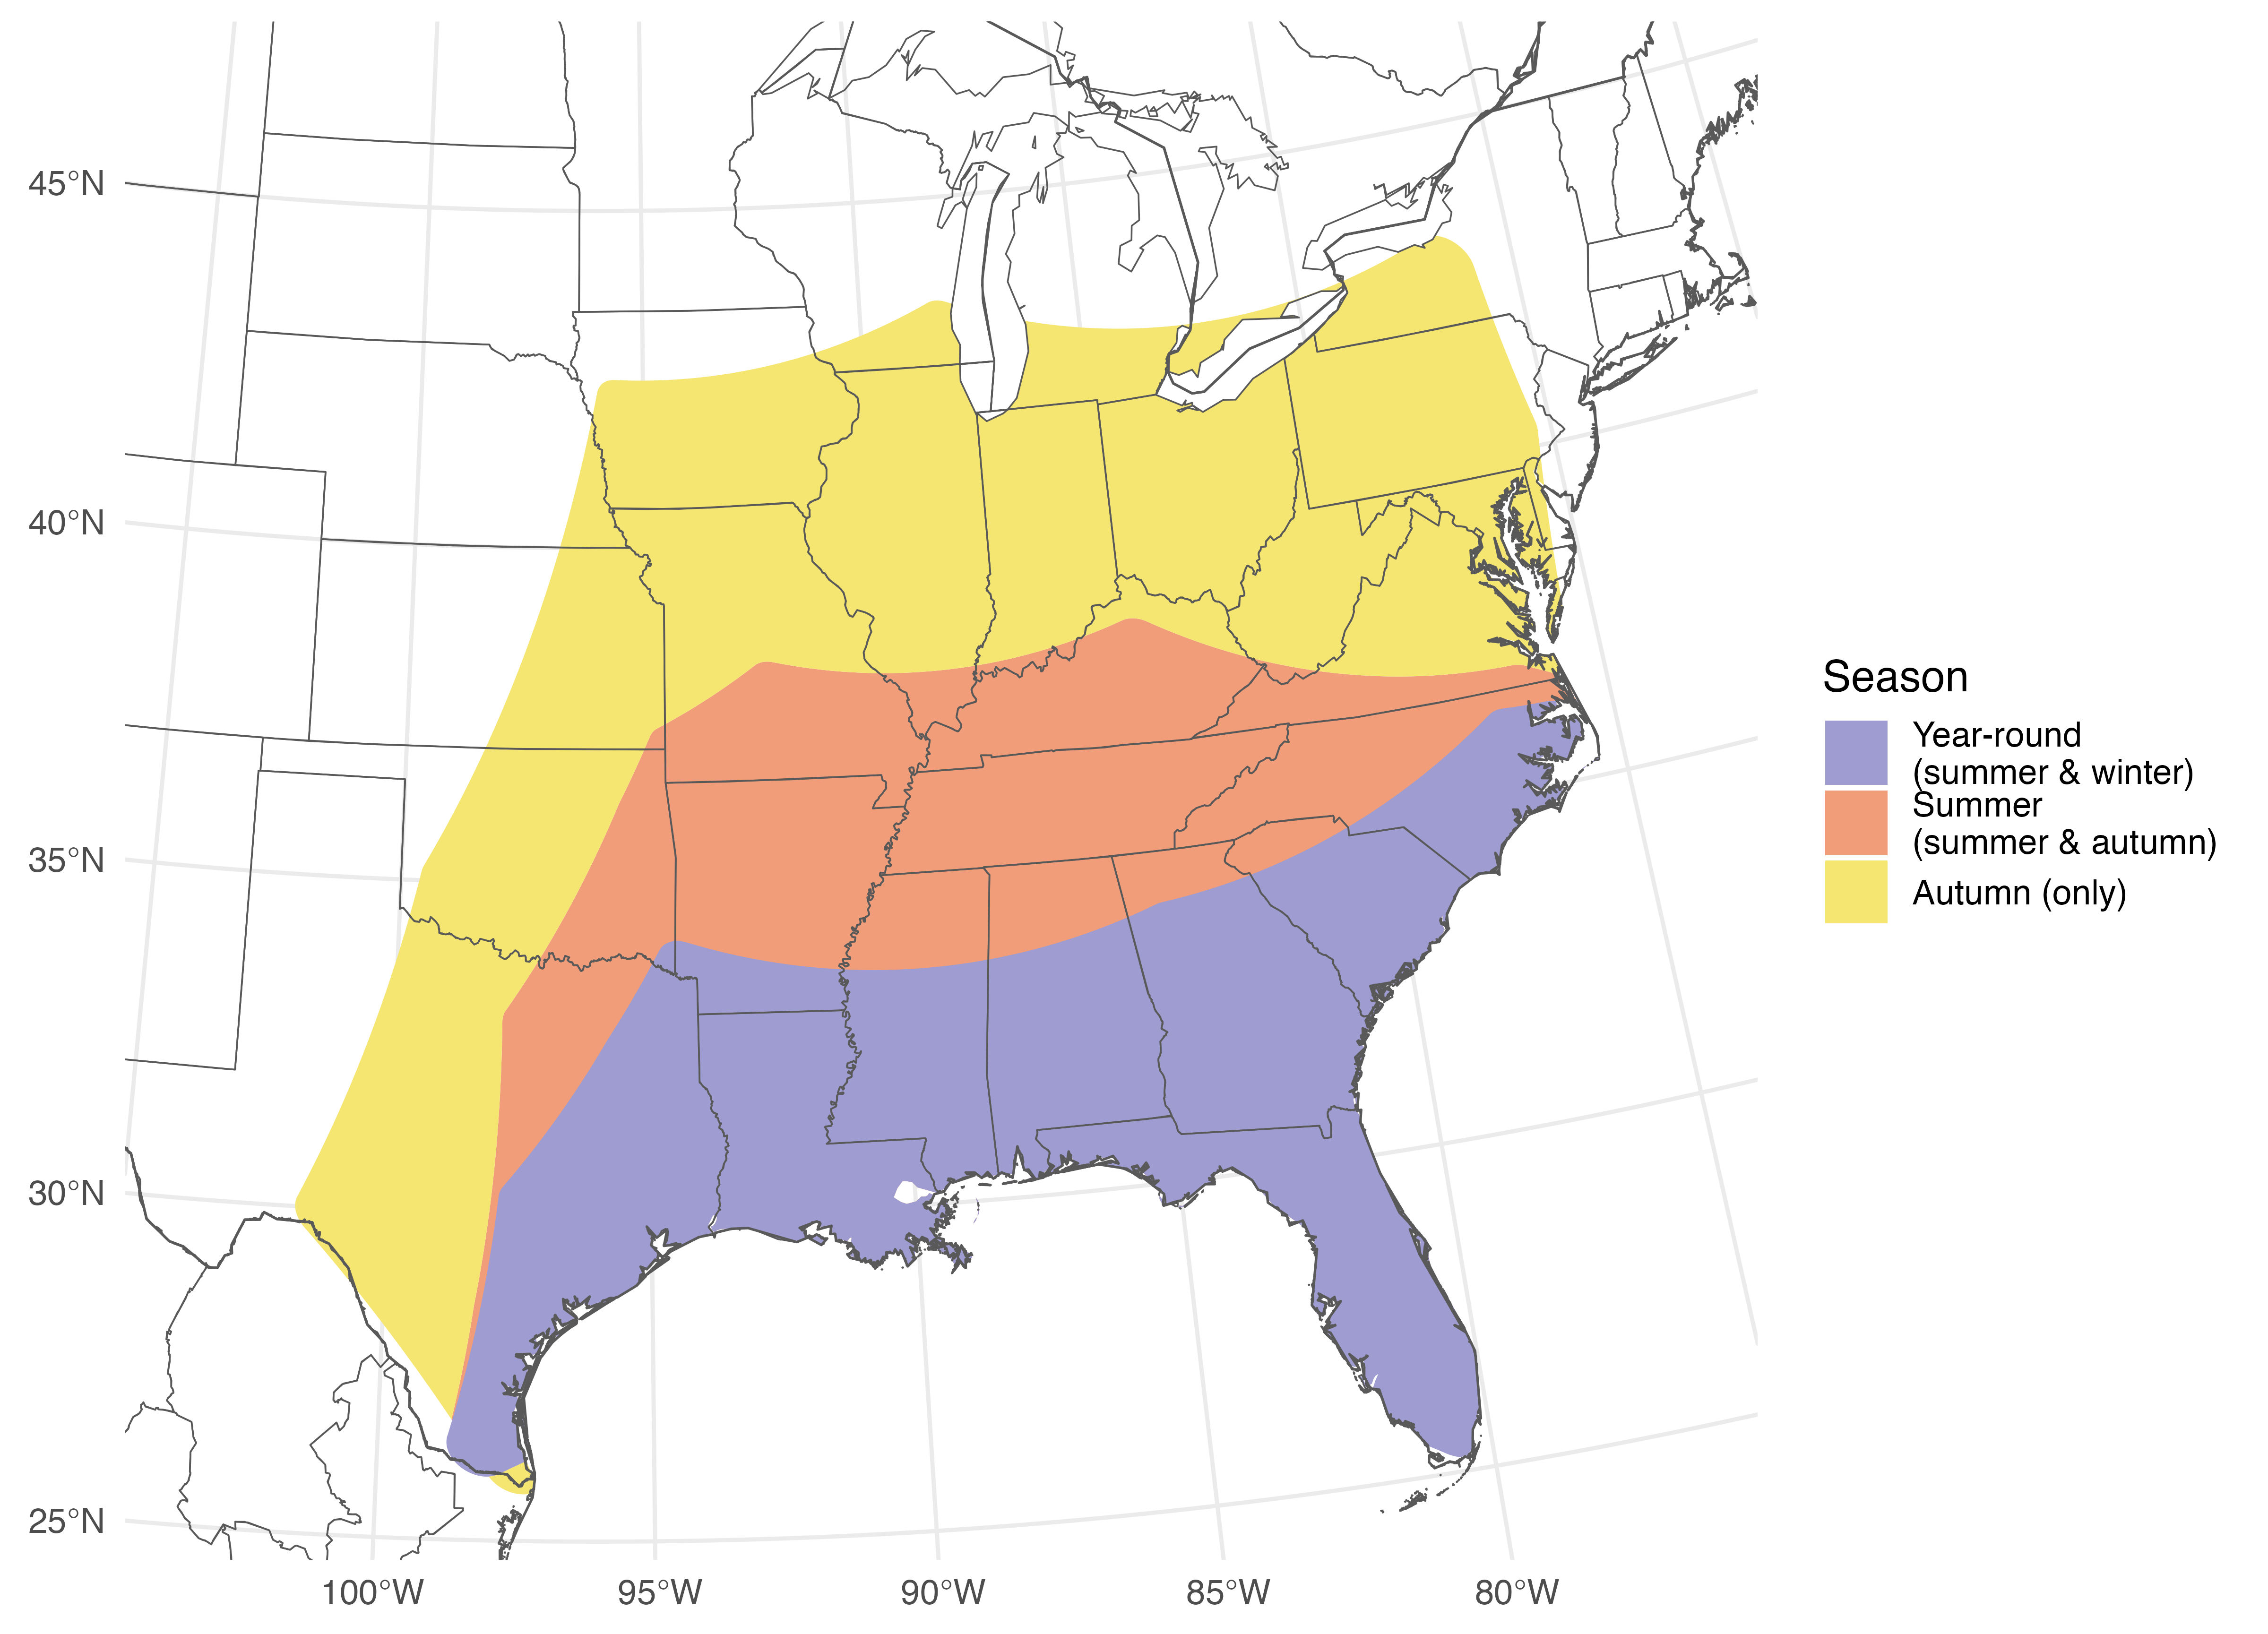 45°N
40°N
35°N
30°N
25°N
100°W
95°W
90°W
85°W
80°W
Season
Year-round
(summer & winter)
Summer
(summer & autumn)
Autumn (only)